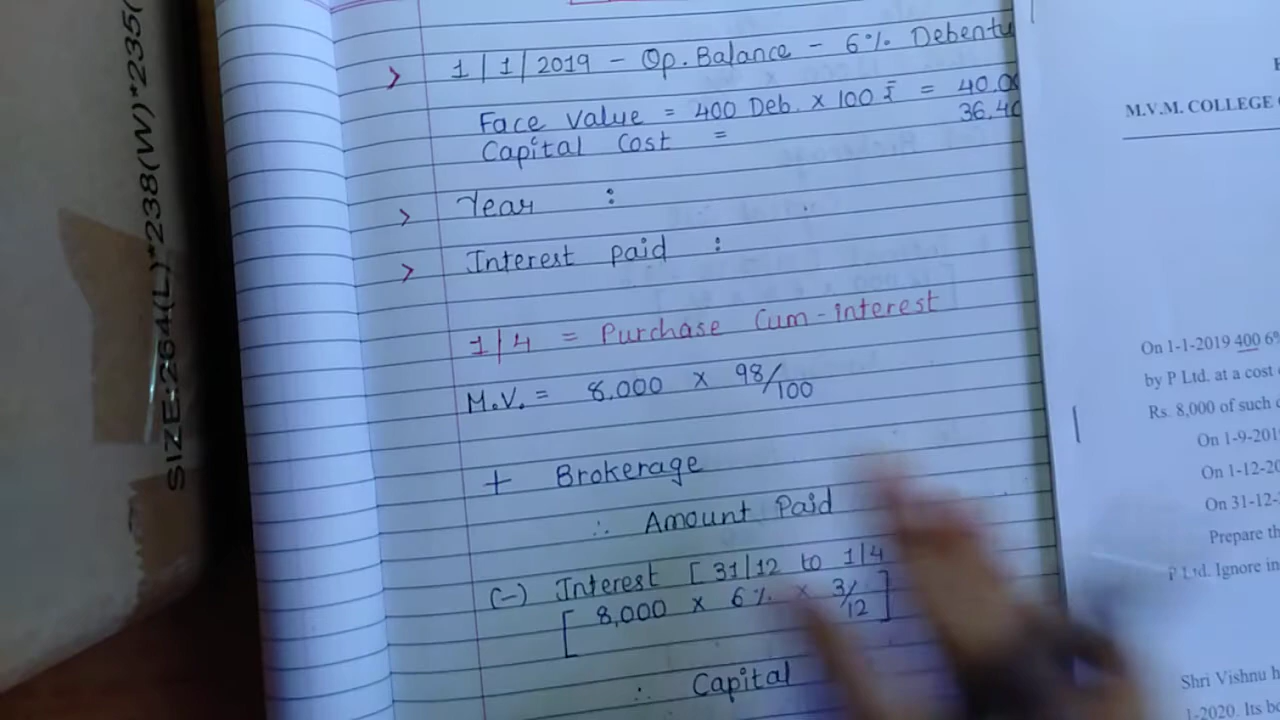 SIZE:264(L)*238(W)*235(
> 1/1/2019 - Op. Balance - 6% Debentu
Face Value = 400 Deb. x 100 ₹ = 40.00
Capital Cost = 36.40
> Year :
> Interest paid :
1/4 = Purchase Cum-interest
M.V. = 8.000 x 98/100
+ Brokerage
∴ Amount Paid
(-) Interest [31/12 to 1/4
[8,000 x 6% x 3/12]
∴ Capital
M.V.M. COLLEGE
On 1-1-2019 400 6%
by P Ltd. at a cost
Rs. 8,000 of such
On 1-9-201
On 1-12-20
On 31-12-
Prepare th
P Ltd. Ignore in
Shri Vishnu h
1-2020. Its b